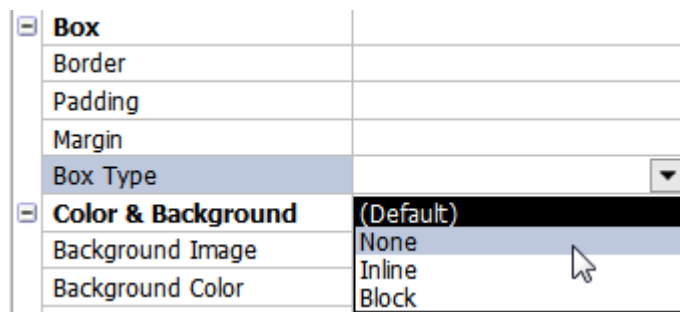 Box
Border
Padding
Margin
Box Type
Color & Background
(Default)
Background Image
None
Inline
Background Color
Block